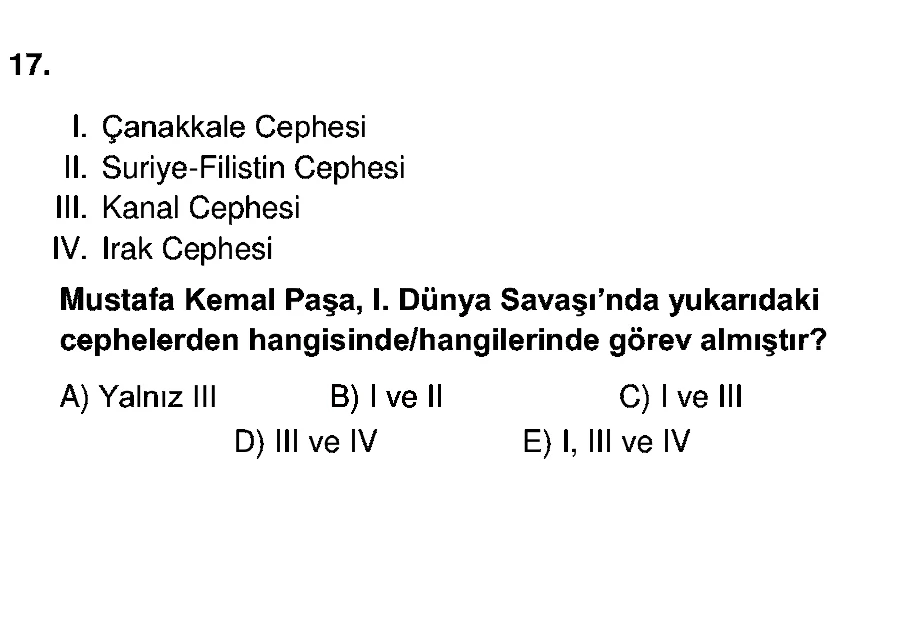 17.
I. Çanakkale Cephesi
II. Suriye-Filistin Cephesi
III. Kanal Cephesi
IV. Irak Cephesi
Mustafa Kemal Paşa, I. Dünya Savaşı'nda yukarıdaki
cephelerden hangisinde/hangilerinde görev almıştır?
A) Yalnız III B) I ve II C) I ve III
D) III ve IV E) I, III ve IV